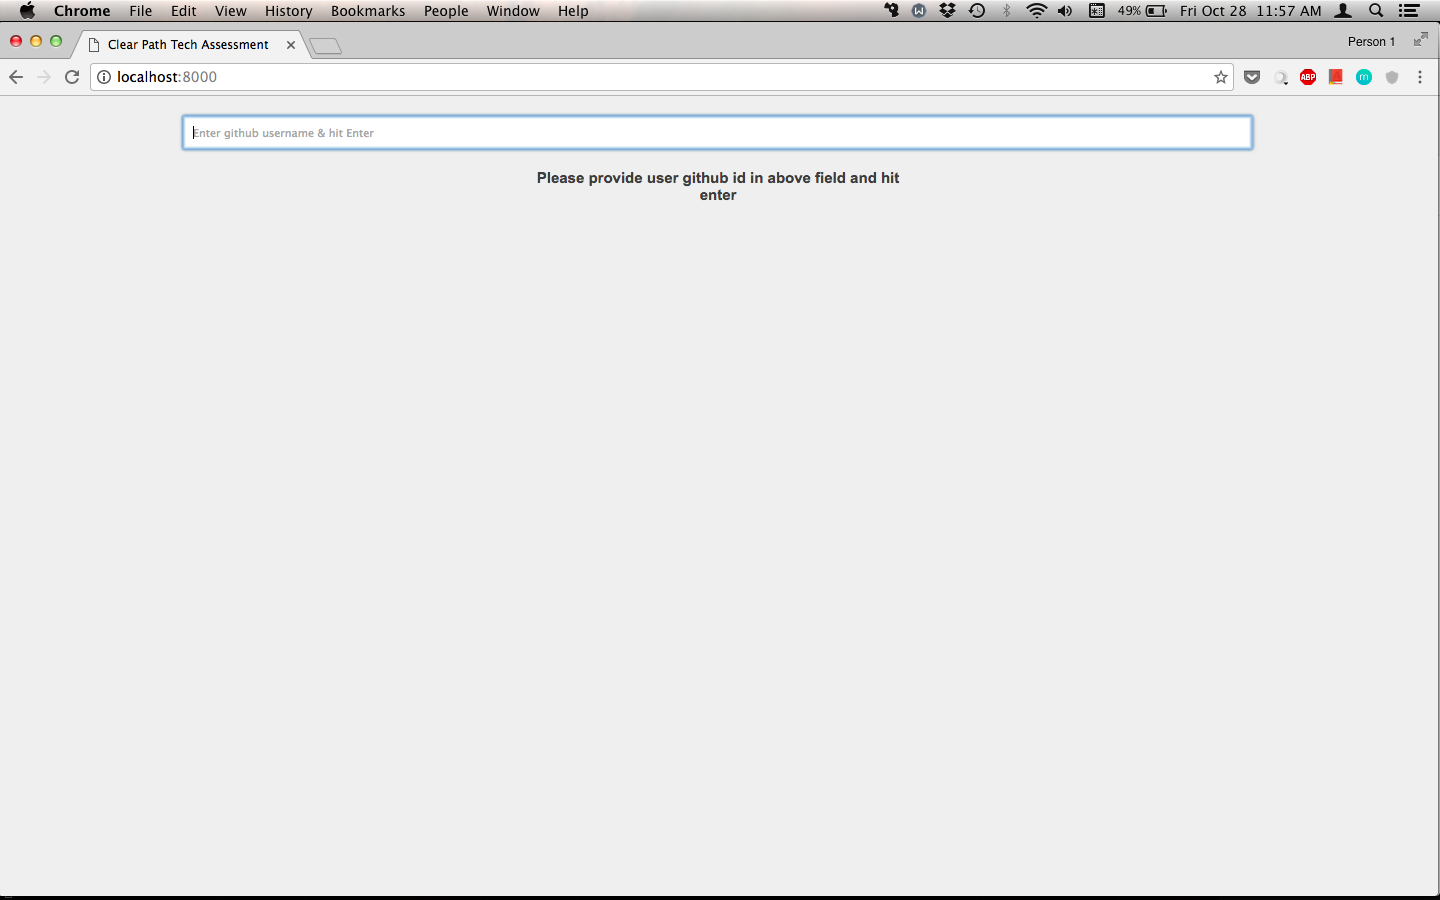 Chrome File Edit View History Bookmarks People Window Help 49% Fri Oct 28 11:57 AM
Clear Path Tech Assessment Person 1
localhost:8000 ABP m
Enter github username & hit Enter
Please provide user github id in above field and hit
enter